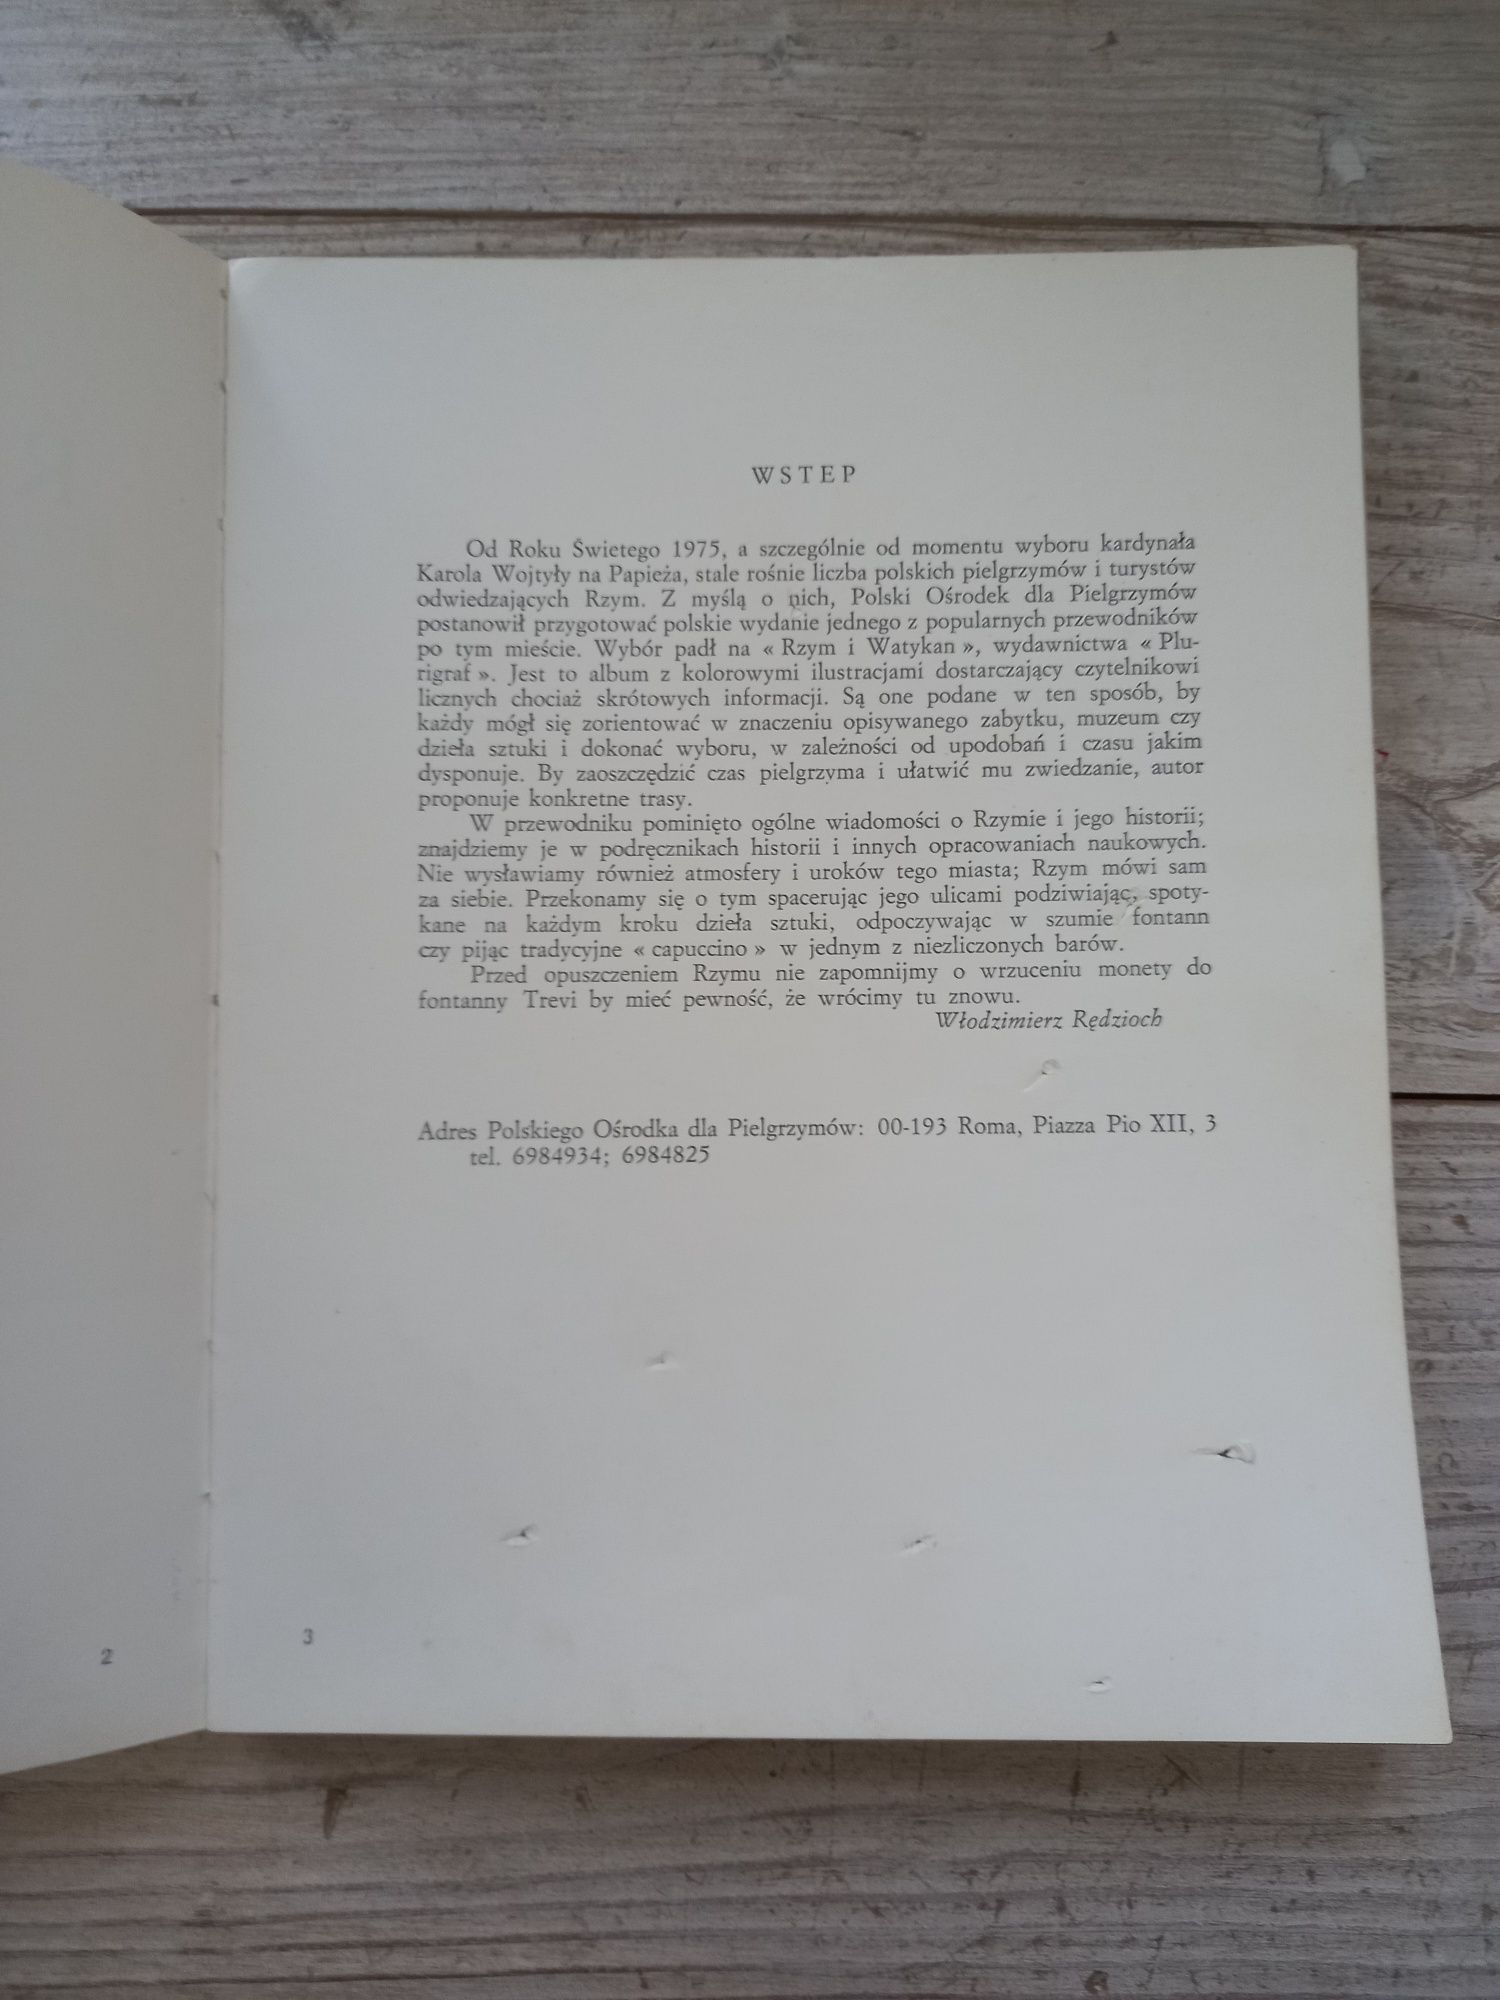 WSTEP
Od Roku Świetego 1975, a szczególnie od momentu wyboru kardynała
Karola Wojtyły na Papieża, stale rośnie liczba polskich pielgrzymów i turystów
odwiedzających Rzym. Z myślą o nich, Polski Ośrodek dla Pielgrzymów
postanowił przygotować polskie wydanie jednego z popularnych przewodników
po tym mieście. Wybór padł na « Rzym i Watykan », wydawnictwa « Plu-
rigraf ». Jest to album z kolorowymi ilustracjami dostarczający czytelnikowi
licznych chociaż skrótowych informacji. Są one podane w ten sposób, by
każdy mógł się zorientować w znaczeniu opisywanego zabytku, muzeum czy
dzieła sztuki i dokonać wyboru, w zależności od upodobań i czasu jakim
dysponuje. By zaoszczędzić czas pielgrzyma i ułatwić mu zwiedzanie, autor
proponuje konkretne trasy.
W przewodniku pominięto ogólne wiadomości o Rzymie i jego historii;
znajdziemy je w podręcznikach historii i innych opracowaniach naukowych.
Nie wysławiamy również atmosfery i uroków tego miasta; Rzym mówi sam
za siebie. Przekonamy się o tym spacerując jego ulicami podziwiając, spoty-
kane na każdym kroku dzieła sztuki, odpoczywając w szumie fontann
czy pijąc tradycyjne « capuccino » w jednym z niezliczonych barów.
Przed opuszczeniem Rzymu nie zapomnijmy o wrzuceniu monety do
fontanny Trevi by mieć pewność, że wrócimy tu znowu.
Włodzimierz Rędzioch
Adres Polskiego Ośrodka dla Pielgrzymów: 00-193 Roma, Piazza Pio XII, 3
tel. 6984934; 6984825
2
3